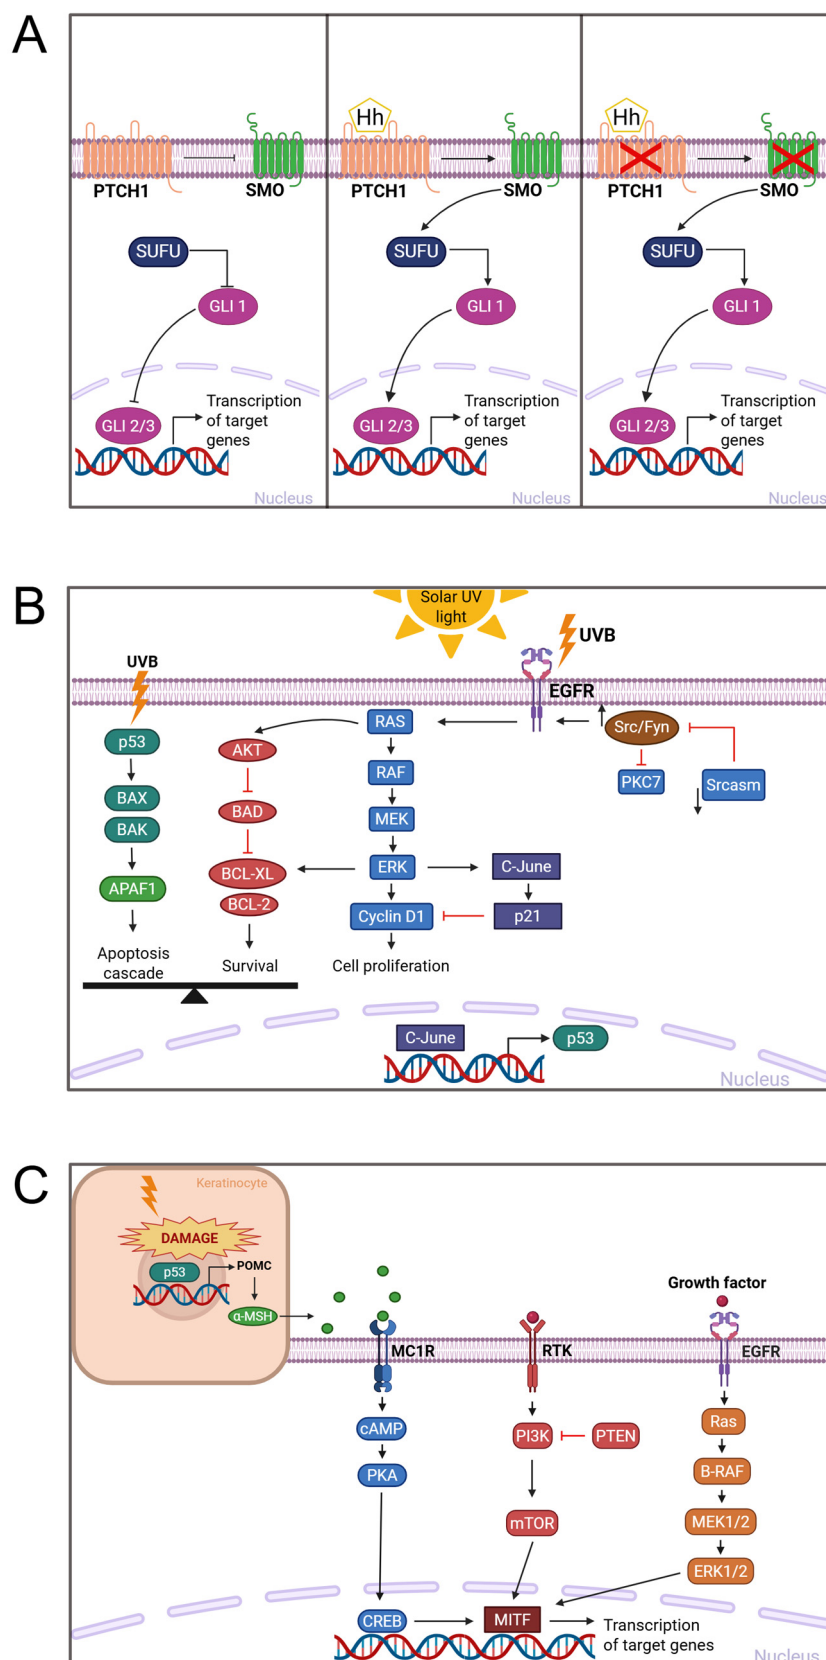 A
PTCH1
SMO
SUFU
GLI 1
GLI 2/3
Transcription
of target
genes
Nucleus
Hh
PTCH1
SMO
SUFU
GLI 1
GLI 2/3
Transcription
of target
genes
Nucleus
Hh
PTCH1
SMO
SUFU
GLI 1
GLI 2/3
Transcription
of target
genes
Nucleus
B
Solar UV
light
UVB
UVB
EGFR
p53
BAX
BAK
APAF1
Apoptosis
cascade
AKT
BAD
BCL-XL
BCL-2
Survival
RAS
RAF
MEK
ERK
Cyclin D1
Cell proliferation
C-June
p21
Src/Fyn
PKC7
Srcasm
C-June
p53
Nucleus
C
Keratinocyte
DAMAGE
p53
POMC
α-MSH
MC1R
cAMP
PKA
CREB
RTK
PI3K
PTEN
mTOR
MITF
Growth factor
EGFR
Ras
B-RAF
MEK1/2
ERK1/2
Transcription
of target genes
Nucleus